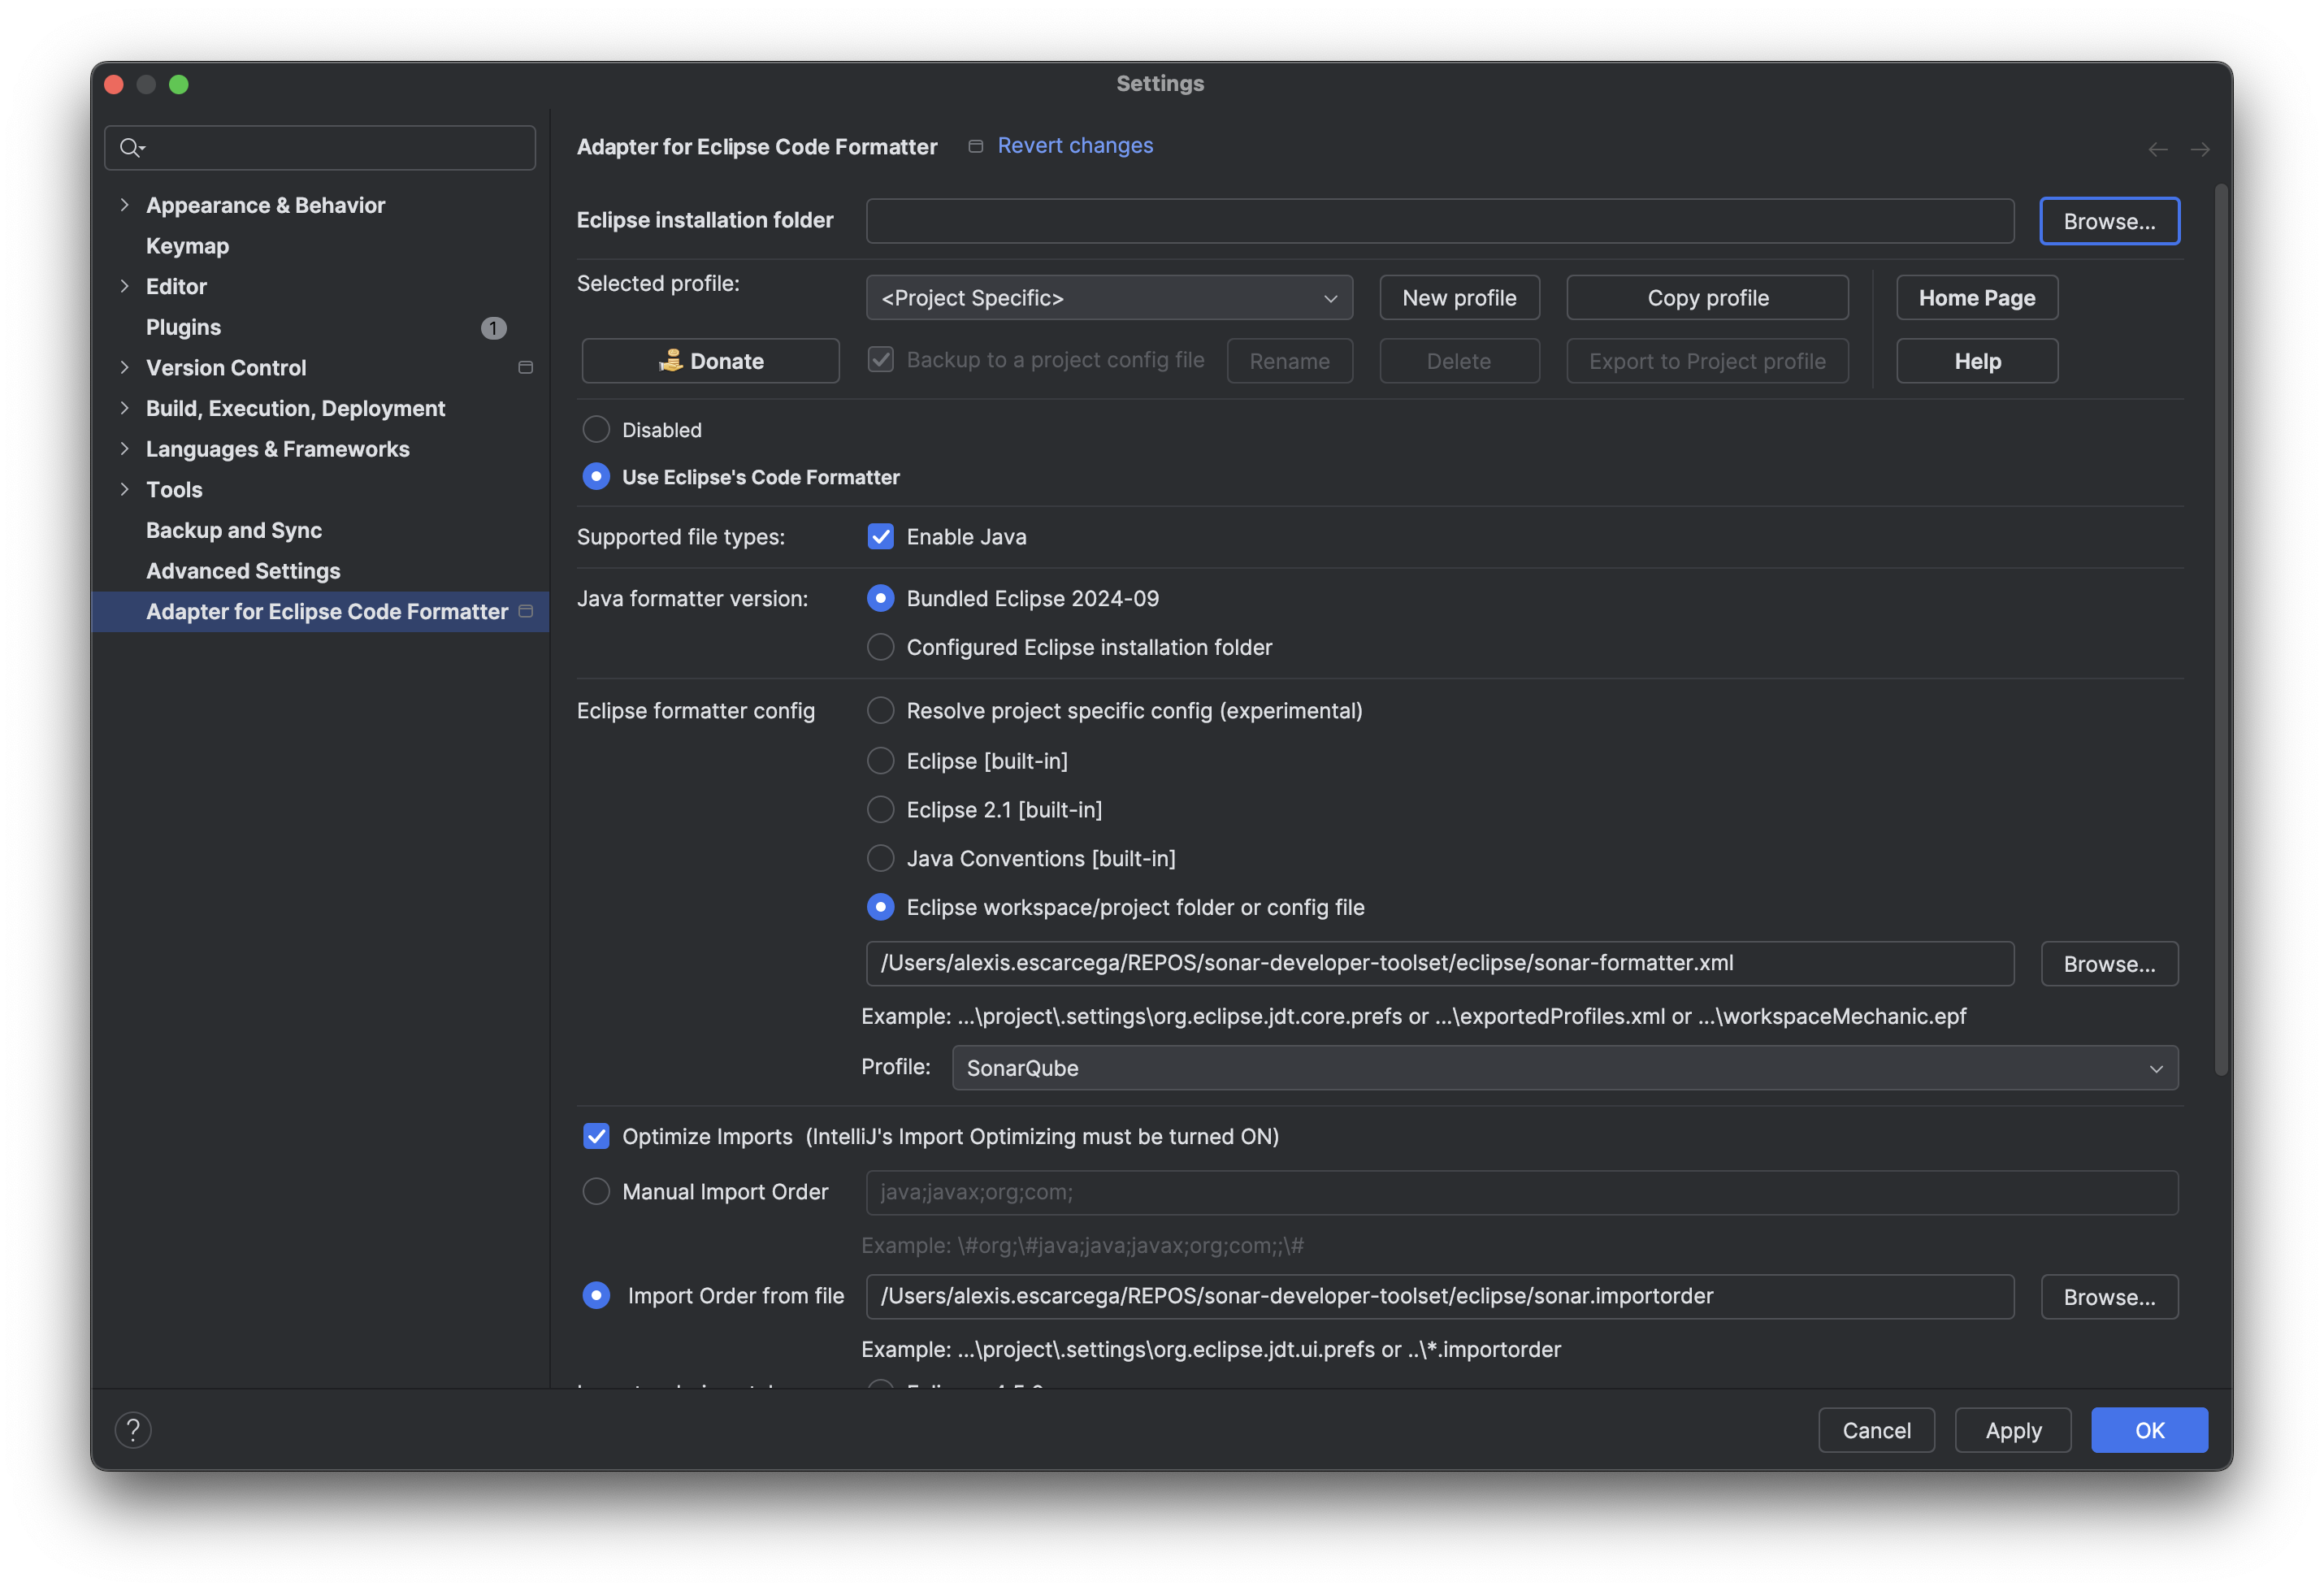 Settings
Appearance & Behavior
Keymap
Editor
Plugins
1
Version Control
Build, Execution, Deployment
Languages & Frameworks
Tools
Backup and Sync
Advanced Settings
Adapter for Eclipse Code Formatter
Adapter for Eclipse Code Formatter Revert changes
Eclipse installation folder Browse...
Selected profile: <Project Specific> New profile Copy profile Home Page
Donate Backup to a project config file Rename Delete Export to Project profile Help
Disabled
Use Eclipse's Code Formatter
Supported file types: Enable Java
Java formatter version: Bundled Eclipse 2024-09
Configured Eclipse installation folder
Eclipse formatter config Resolve project specific config (experimental)
Eclipse [built-in]
Eclipse 2.1 [built-in]
Java Conventions [built-in]
Eclipse workspace/project folder or config file
/Users/alexis.escarcega/REPOS/sonar-developer-toolset/eclipse/sonar-formatter.xml Browse...
Example: ...\project\.settings\org.eclipse.jdt.core.prefs or ...\exportedProfiles.xml or ...\workspaceMechanic.epf
Profile: SonarQube
Optimize Imports (IntelliJ's Import Optimizing must be turned ON)
Manual Import Order java;javax;org;com;
Example: \#org;\#java;java;javax;org;com;;\#
Import Order from file /Users/alexis.escarcega/REPOS/sonar-developer-toolset/eclipse/sonar.importorder Browse...
Example: ...\project\.settings\org.eclipse.jdt.ui.prefs or ..\*.importorder
? Cancel Apply OK